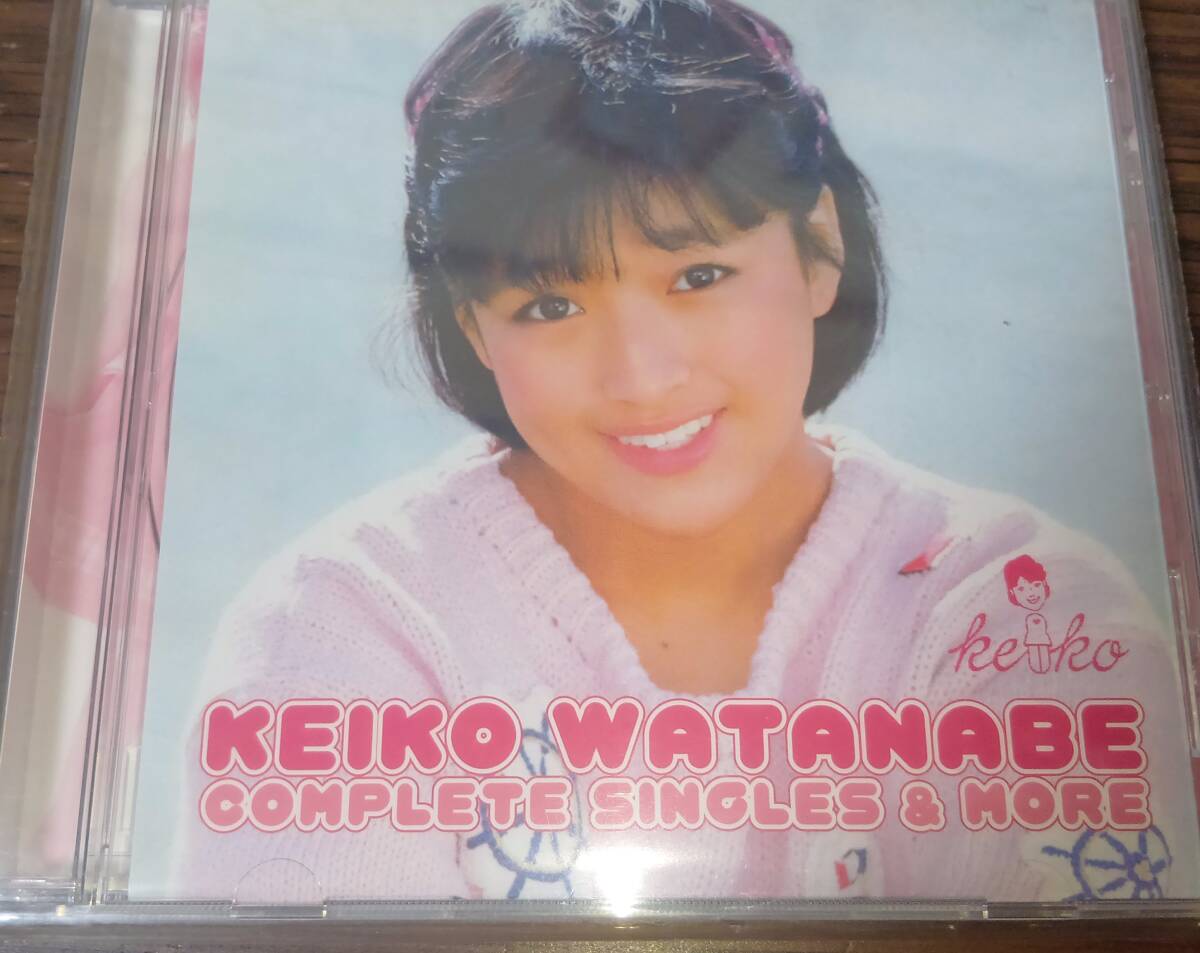 keiko
KEIKO WATANABE
COMPLETE SINGLES & MORE